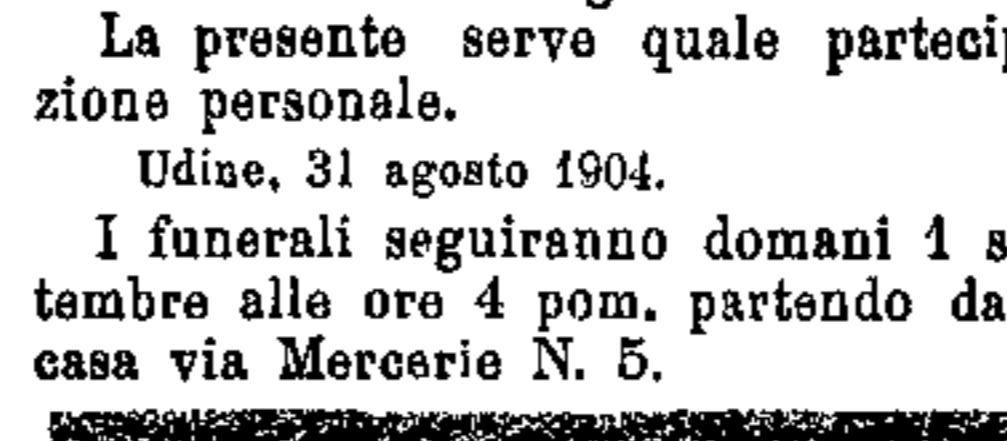 La presente serve quale partecip
zione personale.
Udine, 31 agosto 1904.
I funerali seguiranno domani 1 s
tembre alle ore 4 pom. partendo da
casa via Mercerie N. 5.